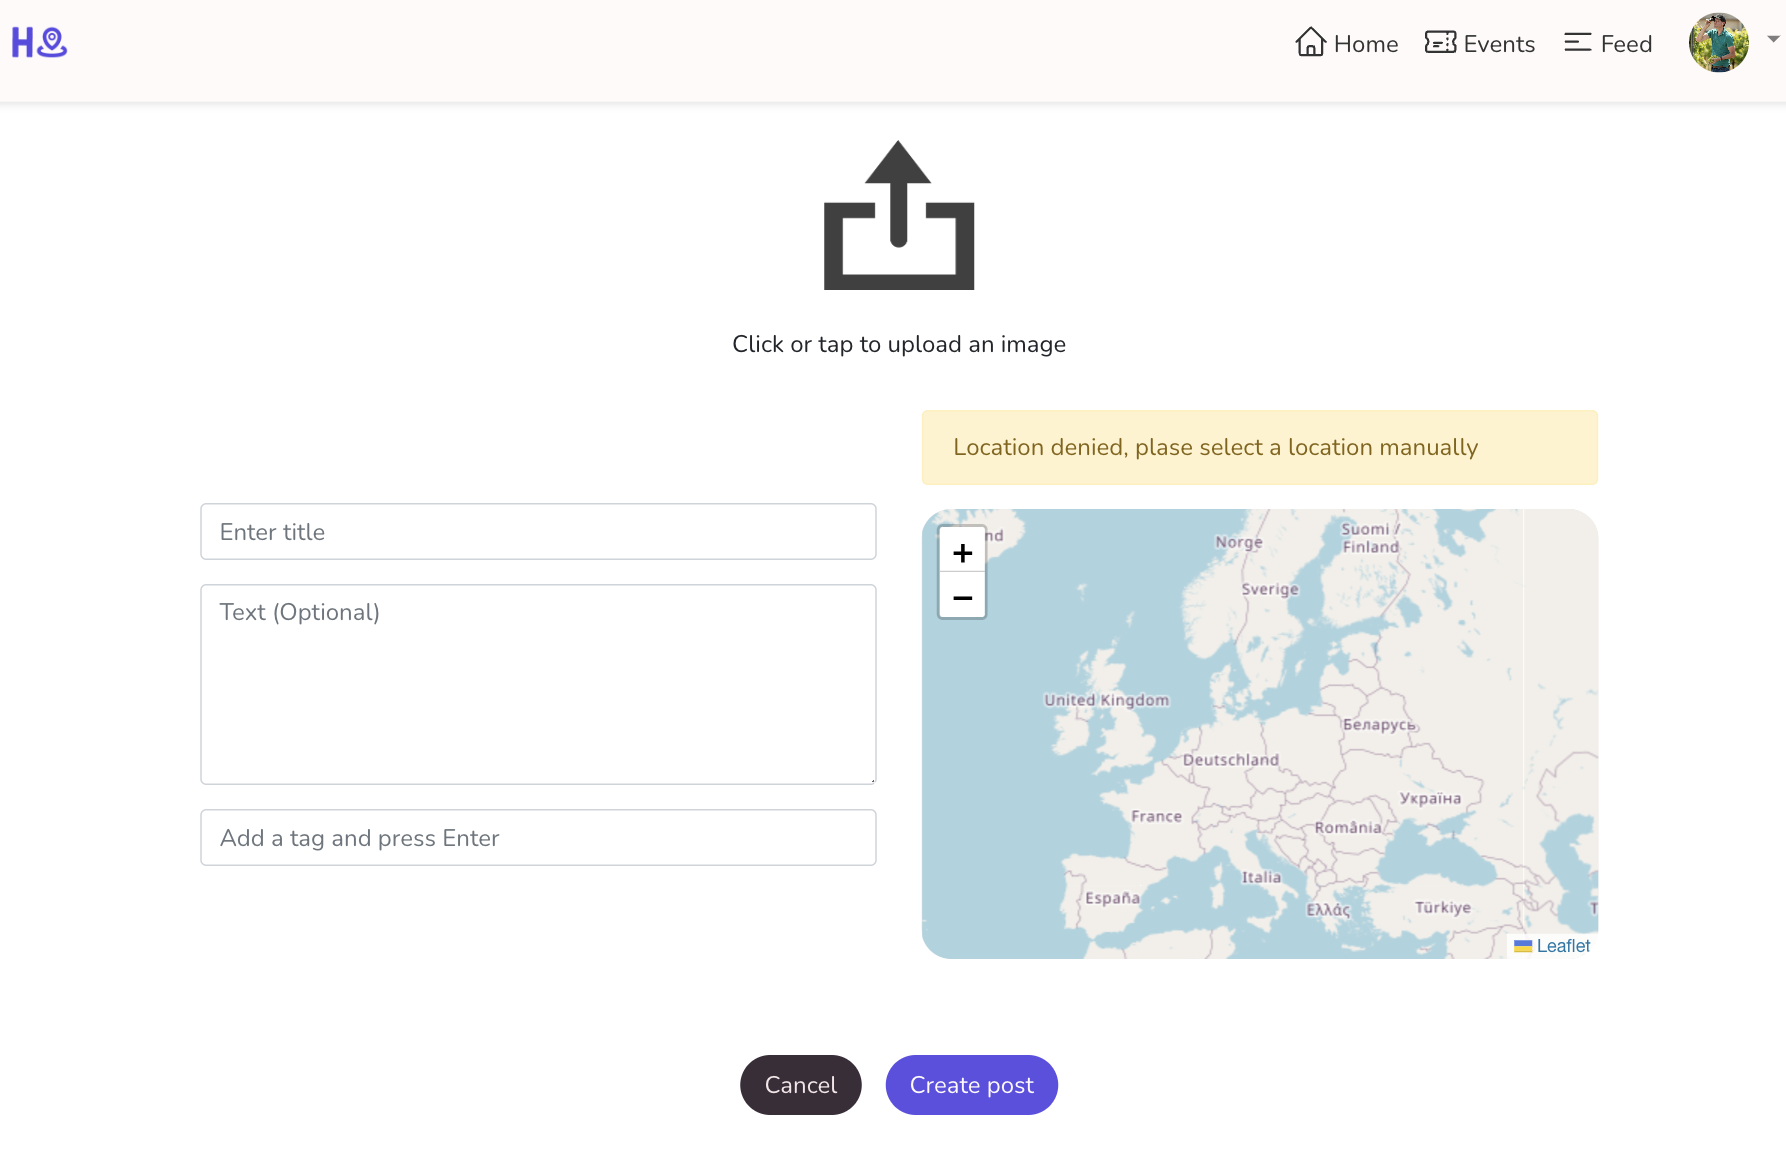 H
Home
Events
Feed
Click or tap to upload an image
Location denied, plase select a location manually
Enter title
Text (Optional)
Add a tag and press Enter
+
−
nd
Norge
Suomi /
Finland
Sverige
United Kingdom
Беларусь
Deutschland
Україна
France
România
Italia
España
Ελλάς
Türkiye
T
Leaflet
Cancel
Create post